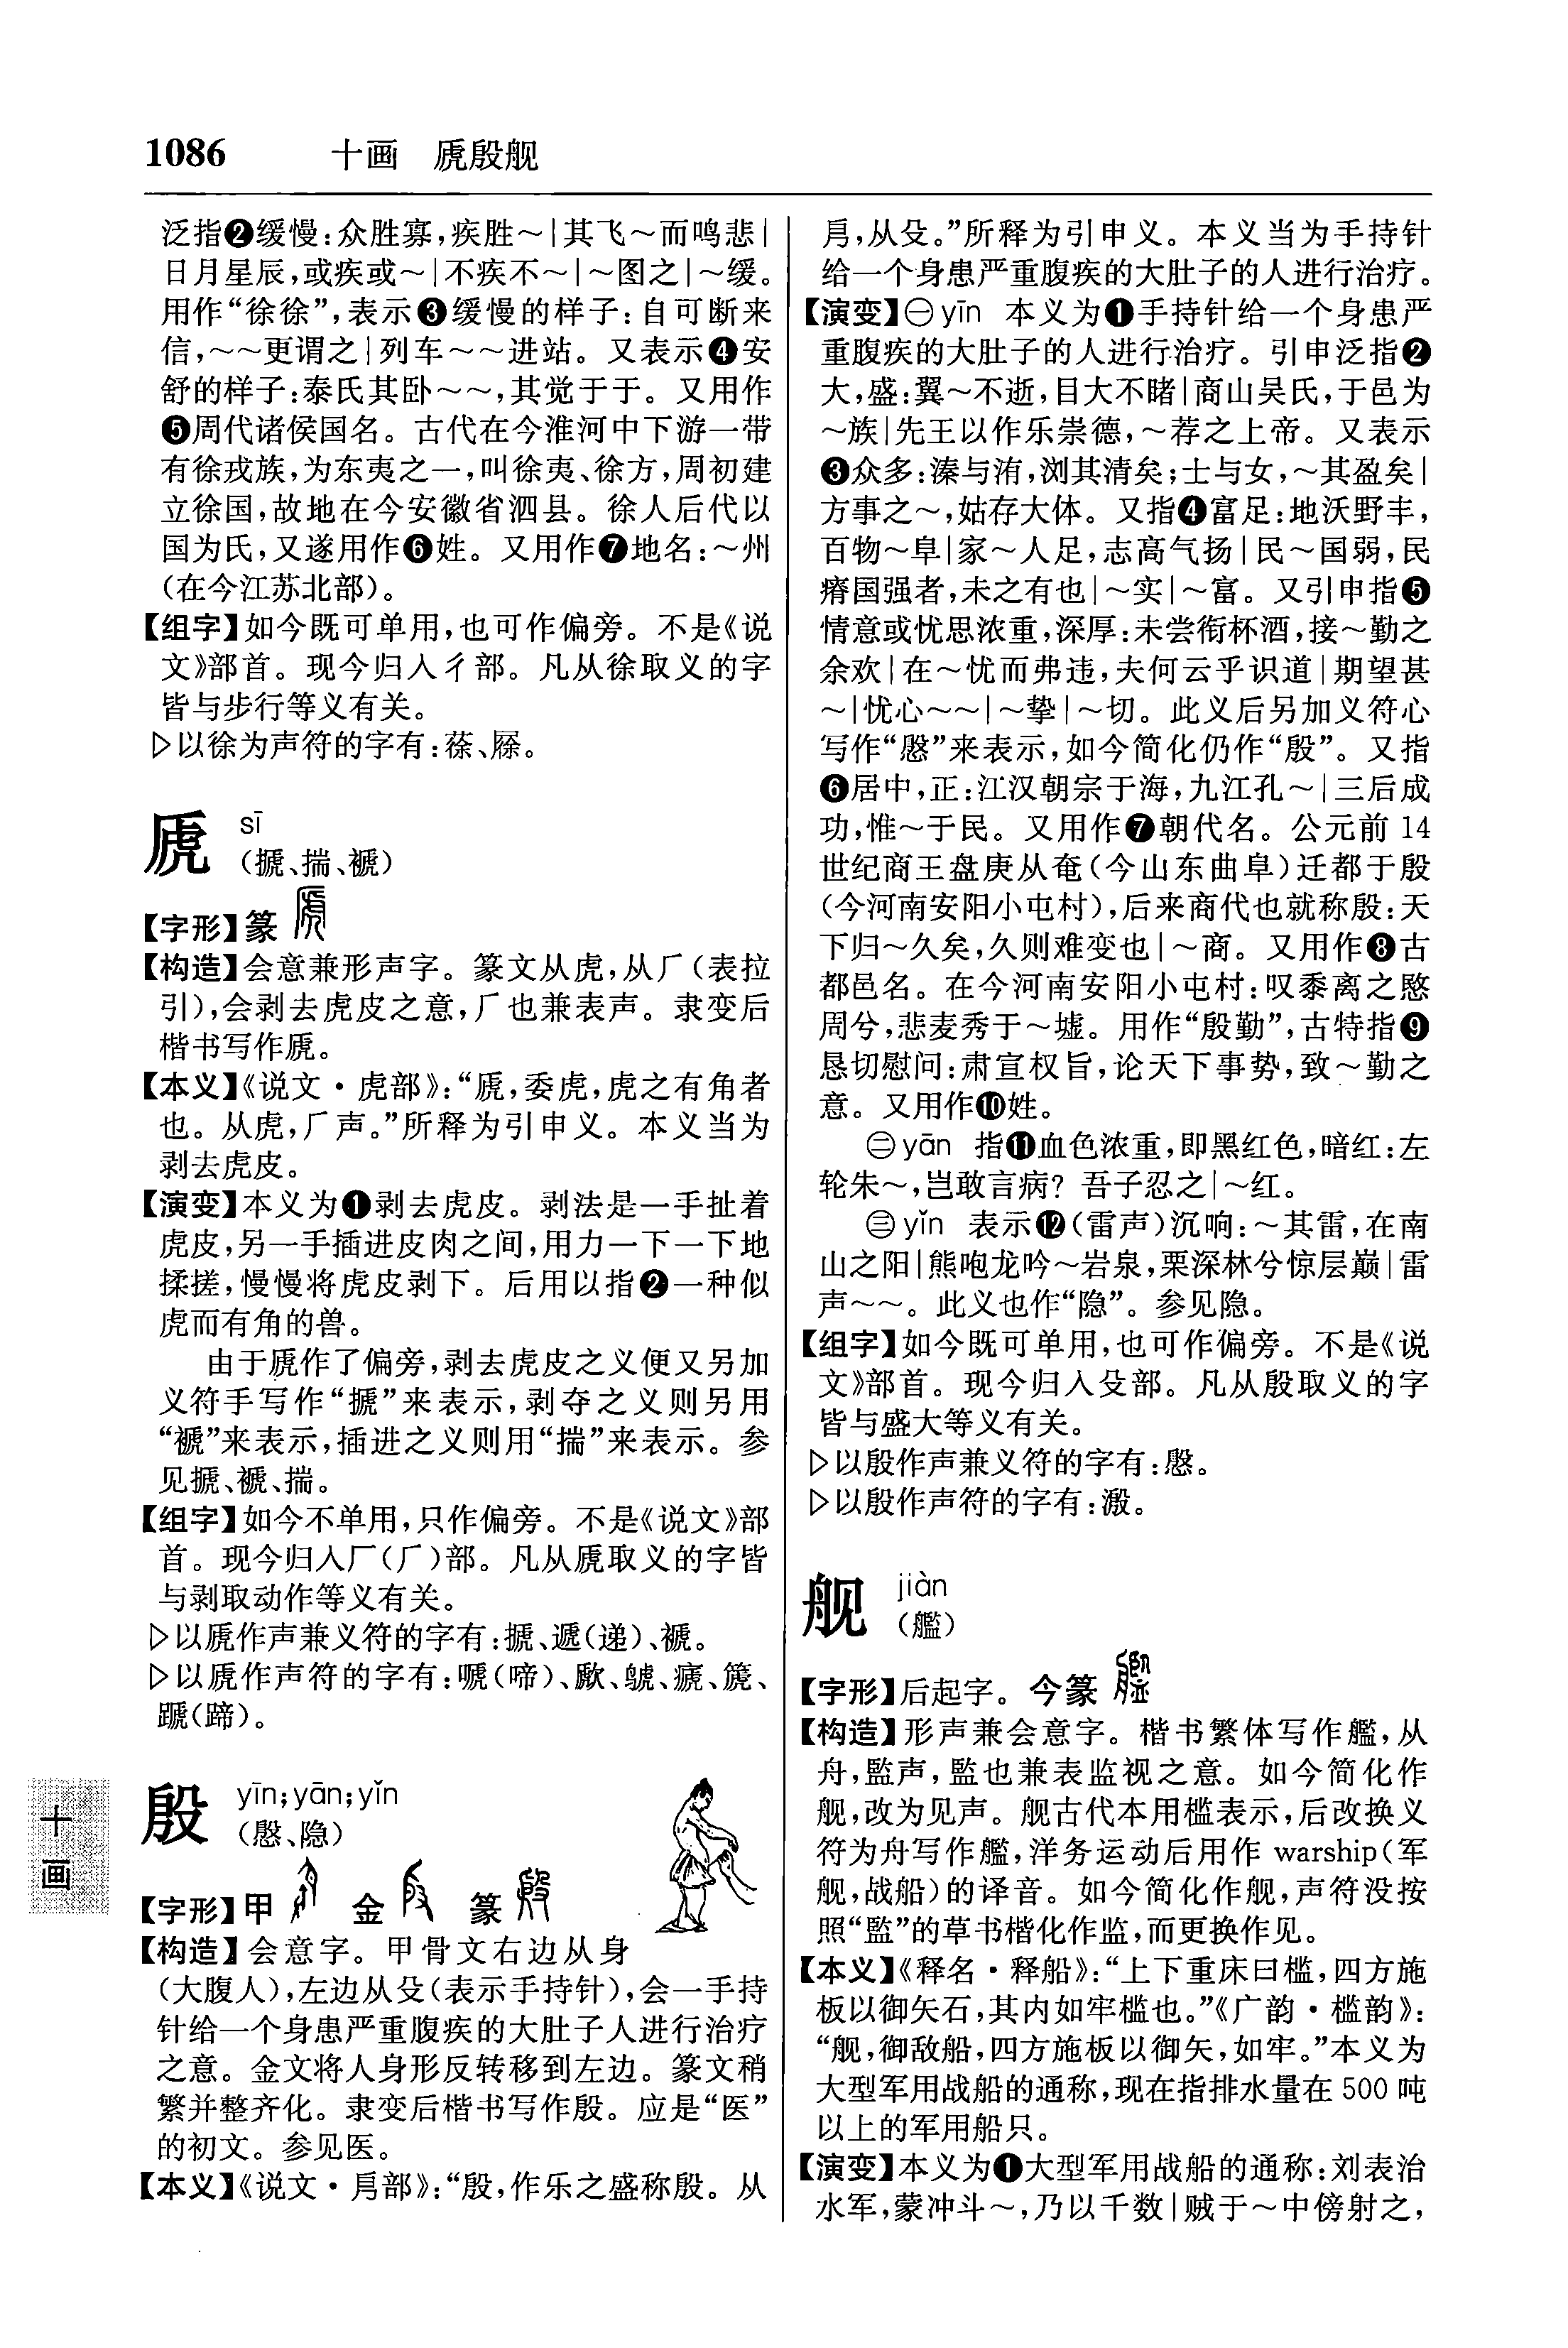 1086 十画 虒殷舰
泛指❷缓慢:众胜寡,疾胜～|其飞～而鸣悲|
日月星辰,或疾或～|不疾不～|～图之|～缓。
用作“徐徐”,表示❸缓慢的样子:自可断来
信,～～更谓之|列车～～进站。又表示❹安
舒的样子:泰氏其卧～～,其觉于于。又用作
❺周代诸侯国名。古代在今淮河中下游一带
有徐戎族,为东夷之一,叫徐夷、徐方,周初建
立徐国,故地在今安徽省泗县。徐人后代以
国为氏,又遂用作❻姓。又用作❼地名:～州
(在今江苏北部)。
【组字】如今既可单用,也可作偏旁。不是《说
文》部首。现今归入彳部。凡从徐取义的字
皆与步行等义有关。
▷以徐为声符的字有:蒣、䣄。
虒 sī
(搋、揣、褫)
【字形】篆
【构造】会意兼形声字。篆文从虎,从厂(表拉
引),会剥去虎皮之意,厂也兼表声。隶变后
楷书写作虒。
【本义】《说文·虎部》:“虒,委虎,虎之有角者
也。从虎,厂声。”所释为引申义。本义当为
剥去虎皮。
【演变】本义为❶剥去虎皮。剥法是一手扯着
虎皮,另一手插进皮肉之间,用力一下一下地
揉搓,慢慢将虎皮剥下。后用以指❷一种似
虎而有角的兽。
由于虒作了偏旁,剥去虎皮之义便又另加
义符手写作“搋”来表示,剥夺之义则另用
“褫”来表示,插进之义则用“揣”来表示。参
见搋、褫、揣。
【组字】如今不单用,只作偏旁。不是《说文》部
首。现今归入厂(厂)部。凡从虒取义的字皆
与剥取动作等义有关。
▷以虒作声兼义符的字有:搋、遞(递)、褫。
▷以虒作声符的字有:嗁(啼)、歋、鷈、𤸷、篪、
蹏(蹄)。
十画
殷 yīn;yān;yǐn
(慇、隐)
【字形】甲 金 篆
【构造】会意字。甲骨文右边从身
(大腹人),左边从殳(表示手持针),会一手持
针给一个身患严重腹疾的大肚子人进行治疗
之意。金文将人身形反转移到左边。篆文稍
繁并整齐化。隶变后楷书写作殷。应是“医”
的初文。参见医。
【本义】《说文·㐆部》:“殷,作乐之盛称殷。从
㐆,从殳。”所释为引申义。本义当为手持针
给一个身患严重腹疾的大肚子的人进行治疗。
【演变】㊀yīn 本义为❶手持针给一个身患严
重腹疾的大肚子的人进行治疗。引申泛指❷
大,盛:翼～不逝,目大不睹|商山吴氏,于邑为
～族|先王以作乐崇德,～荐之上帝。又表示
❸众多:溱与洧,浏其清矣;士与女,～其盈矣|
方事之～,姑存大体。又指❹富足:地沃野丰,
百物～阜|家～人足,志高气扬|民～国弱,民
瘠国强者,未之有也|～实|～富。又引申指❺
情意或忧思浓重,深厚:未尝衔杯酒,接～勤之
余欢|在～忧而弗违,夫何云乎识道|期望甚
～|忧心～～|～挚|～切。此义后另加义符心
写作“慇”来表示,如今简化仍作“殷”。又指
❻居中,正:江汉朝宗于海,九江孔～|三后成
功,惟～于民。又用作❼朝代名。公元前 14
世纪商王盘庚从奄(今山东曲阜)迁都于殷
(今河南安阳小屯村),后来商代也就称殷:天
下归～久矣,久则难变也|～商。又用作❽古
都邑名。在今河南安阳小屯村:叹黍离之愍
周兮,悲麦秀于～墟。用作“殷勤”,古特指❾
恳切慰问:肃宣权旨,论天下事势,致～勤之
意。又用作❿姓。
㊁yān 指⓫血色浓重,即黑红色,暗红:左
轮朱～,岂敢言病?吾子忍之|～红。
㊂yǐn 表示⓬(雷声)沉响:～其雷,在南
山之阳|熊咆龙吟～岩泉,栗深林兮惊层巅|雷
声～～。此义也作“隐”。参见隐。
【组字】如今既可单用,也可作偏旁。不是《说
文》部首。现今归入殳部。凡从殷取义的字
皆与盛大等义有关。
▷以殷作声兼义符的字有:慇。
▷以殷作声符的字有:溵。
舰 jiàn
(艦)
【字形】后起字。今篆
【构造】形声兼会意字。楷书繁体写作艦,从
舟,監声,監也兼表监视之意。如今简化作
舰,改为见声。舰古代本用槛表示,后改换义
符为舟写作艦,洋务运动后用作 warship(军
舰,战船)的译音。如今简化作舰,声符没按
照“監”的草书楷化作监,而更换作见。
【本义】《释名·释船》:“上下重床曰槛,四方施
板以御矢石,其内如牢槛也。”《广韵·槛韵》:
“舰,御敌船,四方施板以御矢,如牢。”本义为
大型军用战船的通称,现在指排水量在 500 吨
以上的军用船只。
【演变】本义为❶大型军用战船的通称:刘表治
水军,蒙冲斗～,乃以千数|贼于～中傍射之,